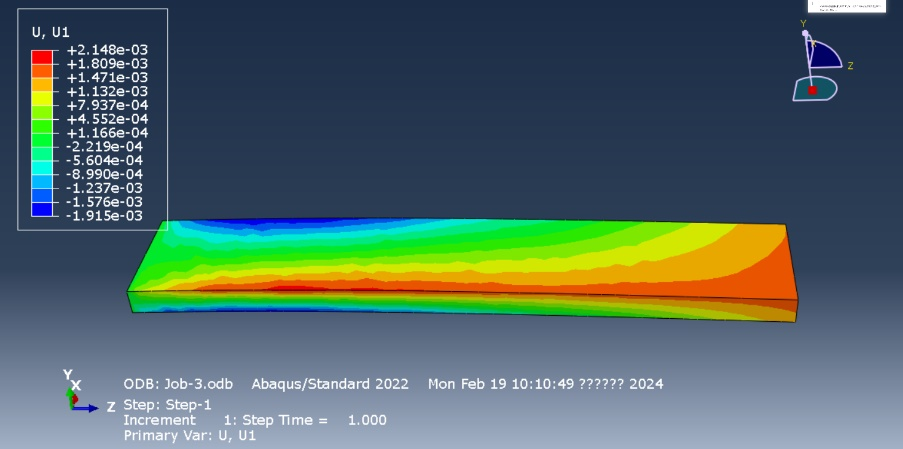 U, U1
+2.148e-03
+1.809e-03
+1.471e-03
+1.132e-03
+7.937e-04
+4.552e-04
+1.166e-04
-2.219e-04
-5.604e-04
-8.990e-04
-1.237e-03
-1.576e-03
-1.915e-03
Y
Z
Y
X
Z
ODB: Job-3.odb Abaqus/Standard 2022 Mon Feb 19 10:10:49 ?????? 2024
Step: Step-1
Increment 1: Step Time = 1.000
Primary Var: U, U1